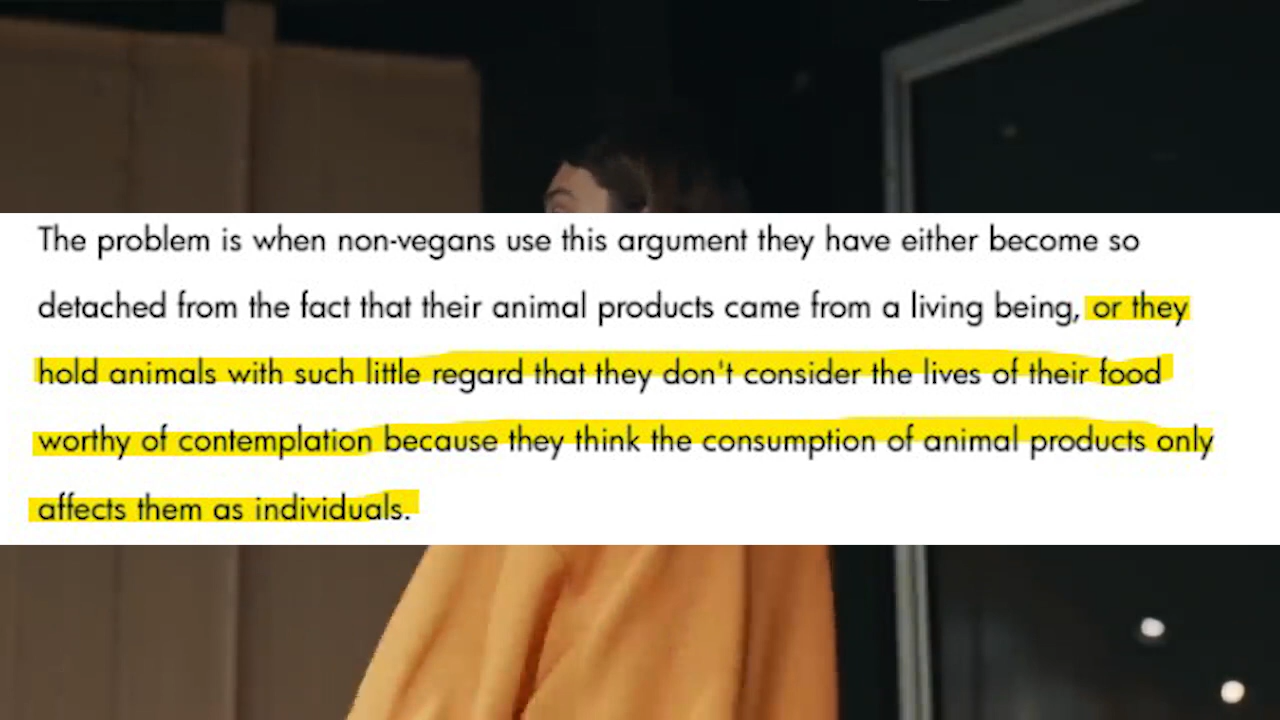 The problem is when non-vegans use this argument they have either become so
detached from the fact that their animal products came from a living being, or they
hold animals with such little regard that they don't consider the lives of their food
worthy of contemplation because they think the consumption of animal products only
affects them as individuals.